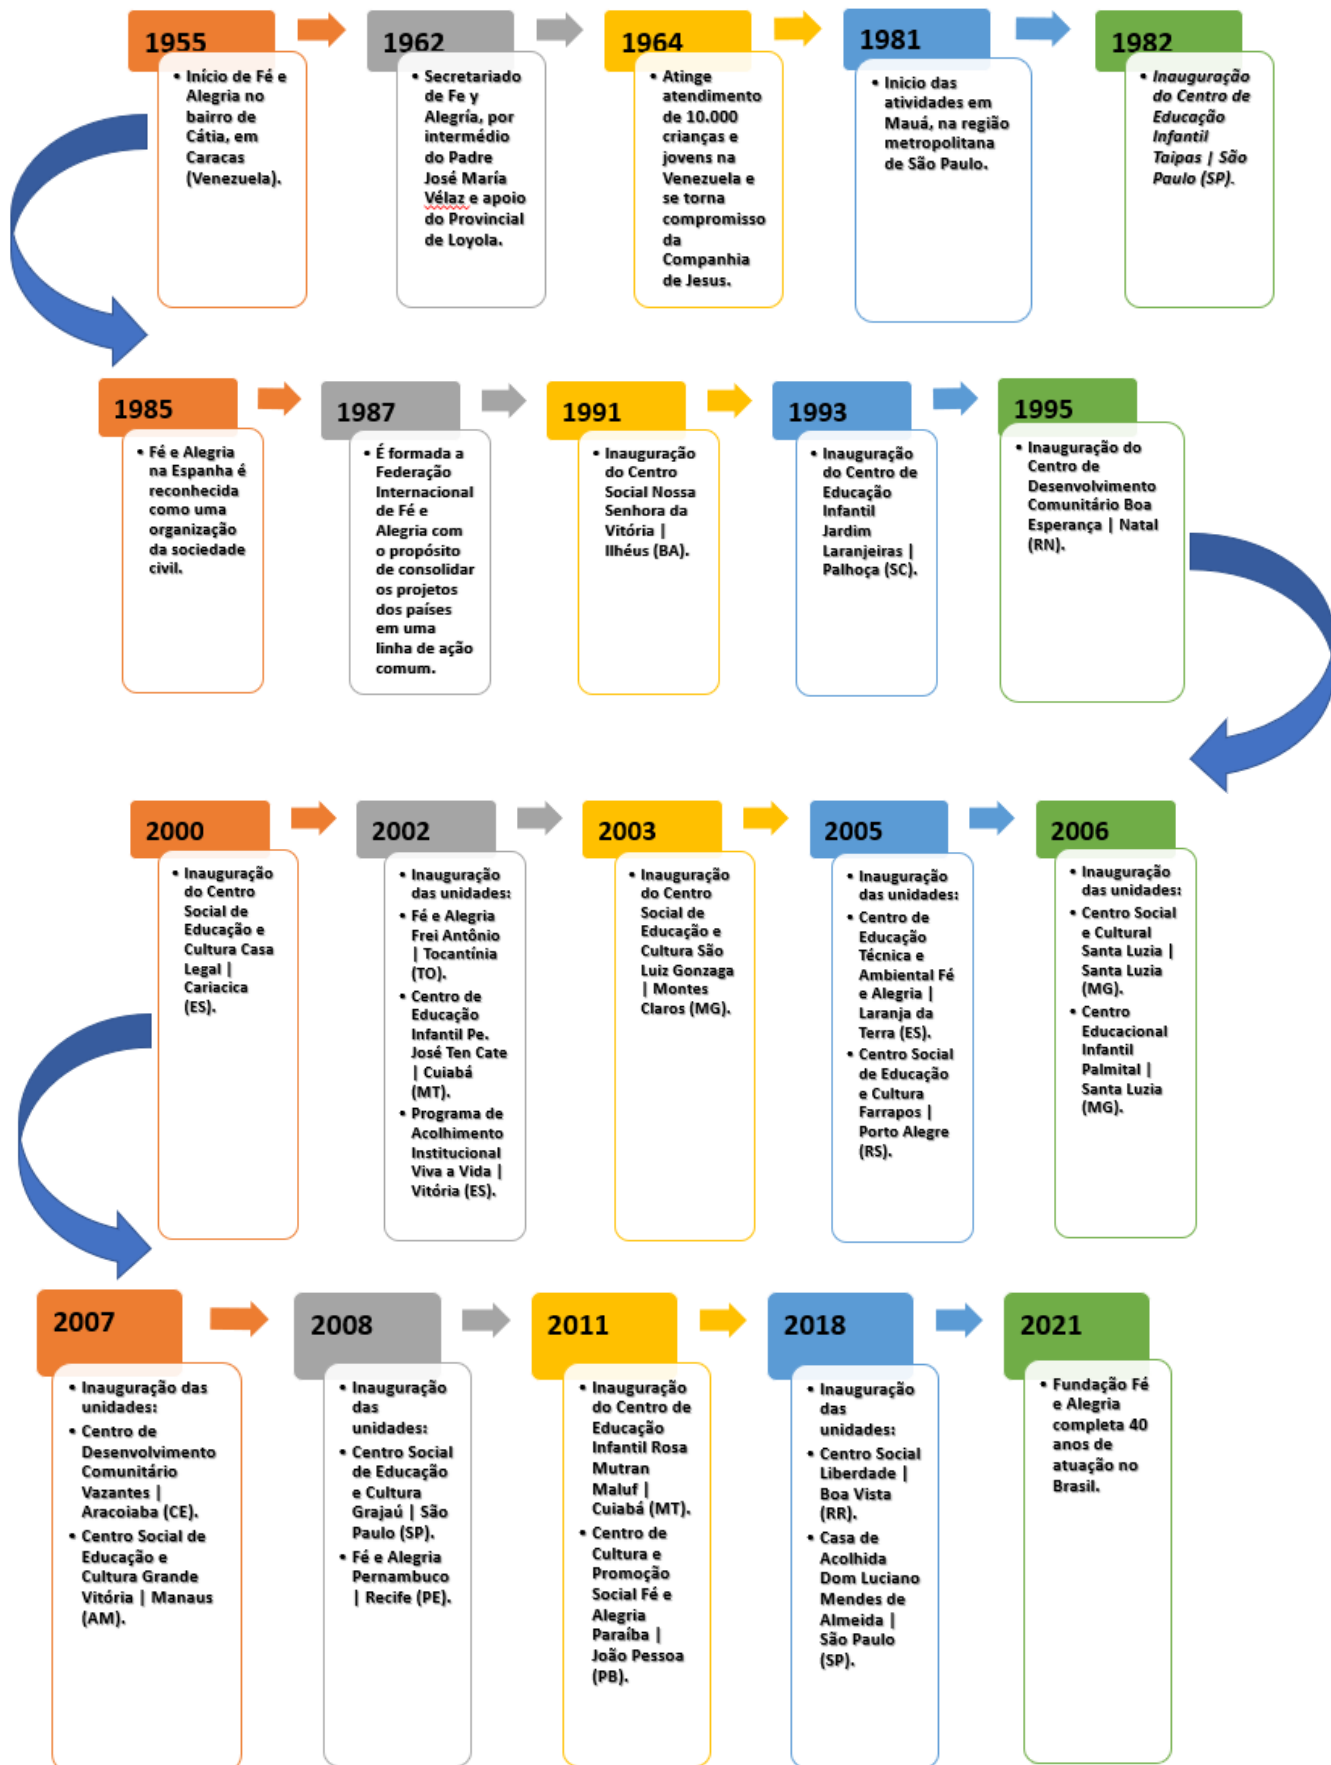 1955
• Início de Fé e
Alegria no
bairro de
Cátia, em
Caracas
(Venezuela).
1962
• Secretariado
de Fe y
Alegría, por
intermédio
do Padre
José María
Vélaz e apoio
do Provincial
de Loyola.
1964
• Atinge
atendimento
de 10.000
crianças e
jovens na
Venezuela e
se torna
compromisso
da
Companhia
de Jesus.
1981
• Inicio das
atividades em
Mauá, na região
metropolitana
de São Paulo.
1982
• Inauguração
do Centro de
Educação
Infantil
Taipas | São
Paulo (SP).
1985
• Fé e Alegria
na Espanha é
reconhecida
como uma
organização
da sociedade
civil.
1987
• É formada a
Federação
Internacional
de Fé e
Alegria com
o propósito
de consolidar
os projetos
dos países
em uma
linha de ação
comum.
1991
• Inauguração
do Centro
Social Nossa
Senhora da
Vitória |
Ilhéus (BA).
1993
• Inauguração
do Centro de
Educação
Infantil
Jardim
Laranjeiras |
Palhoça (SC).
1995
• Inauguração do
Centro de
Desenvolvimento
Comunitário Boa
Esperança | Natal
(RN).
2000
• Inauguração
do Centro
Social de
Educação e
Cultura Casa
Legal |
Cariacica
(ES).
2002
• Inauguração
das unidades:
• Fé e Alegria
Frei Antônio
| Tocantínia
(TO).
• Centro de
Educação
Infantil Pe.
José Ten Cate
| Cuiabá
(MT).
• Programa de
Acolhimento
Institucional
Viva a Vida |
Vitória (ES).
2003
• Inauguração
do Centro
Social de
Educação e
Cultura São
Luiz Gonzaga
| Montes
Claros (MG).
2005
• Inauguração
das unidades:
• Centro de
Educação
Técnica e
Ambiental Fé
e Alegria |
Laranja da
Terra (ES).
• Centro Social
de Educação
e Cultura
Farrapos |
Porto Alegre
(RS).
2006
• Inauguração
das unidades:
• Centro Social
e Cultural
Santa Luzia |
Santa Luzia
(MG).
• Centro
Educacional
Infantil
Palmital |
Santa Luzia
(MG).
2007
• Inauguração das
unidades:
• Centro de
Desenvolvimento
Comunitário
Vazantes |
Aracoiaba (CE).
• Centro Social de
Educação e
Cultura Grande
Vitória | Manaus
(AM).
2008
• Inauguração
das
unidades:
• Centro Social
de Educação
e Cultura
Grajaú | São
Paulo (SP).
• Fé e Alegria
Pernambuco
| Recife (PE).
2011
• Inauguração
do Centro de
Educação
Infantil Rosa
Mutran
Maluf |
Cuiabá (MT).
• Centro de
Cultura e
Promoção
Social Fé e
Alegria
Paraíba |
João Pessoa
(PB).
2018
• Inauguração
das
unidades:
• Centro Social
Liberdade |
Boa Vista
(RR).
• Casa de
Acolhida
Dom Luciano
Mendes de
Almeida |
São Paulo
(SP).
2021
• Fundação Fé
e Alegria
completa 40
anos de
atuação no
Brasil.